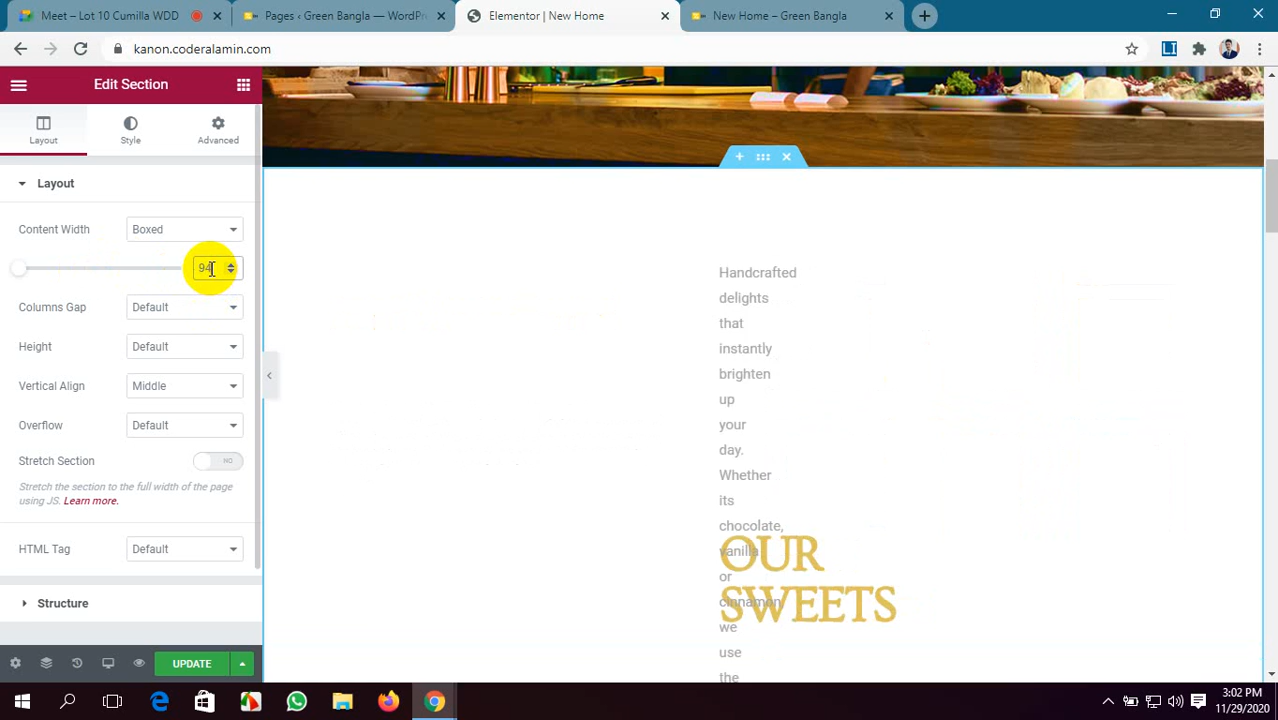 Meet – Lot 10 Cumilla WDD
Pages ‹ Green Bangla — WordPr
Elementor | New Home
New Home – Green Bangla
kanon.coderalamin.com
Edit Section
Layout
Style
Advanced
Layout
Content Width
Boxed
94
Columns Gap
Default
Height
Default
Vertical Align
Middle
Overflow
Default
Stretch Section
NO
Stretch the section to the full width of the page
using JS. Learn more.
HTML Tag
Default
Structure
UPDATE
Handcrafted
delights
that
instantly
brighten
up
your
day.
Whether
its
chocolate,
vanilla
or
cinnamon,
we
use
the
OUR
SWEETS
3:02 PM
11/29/2020